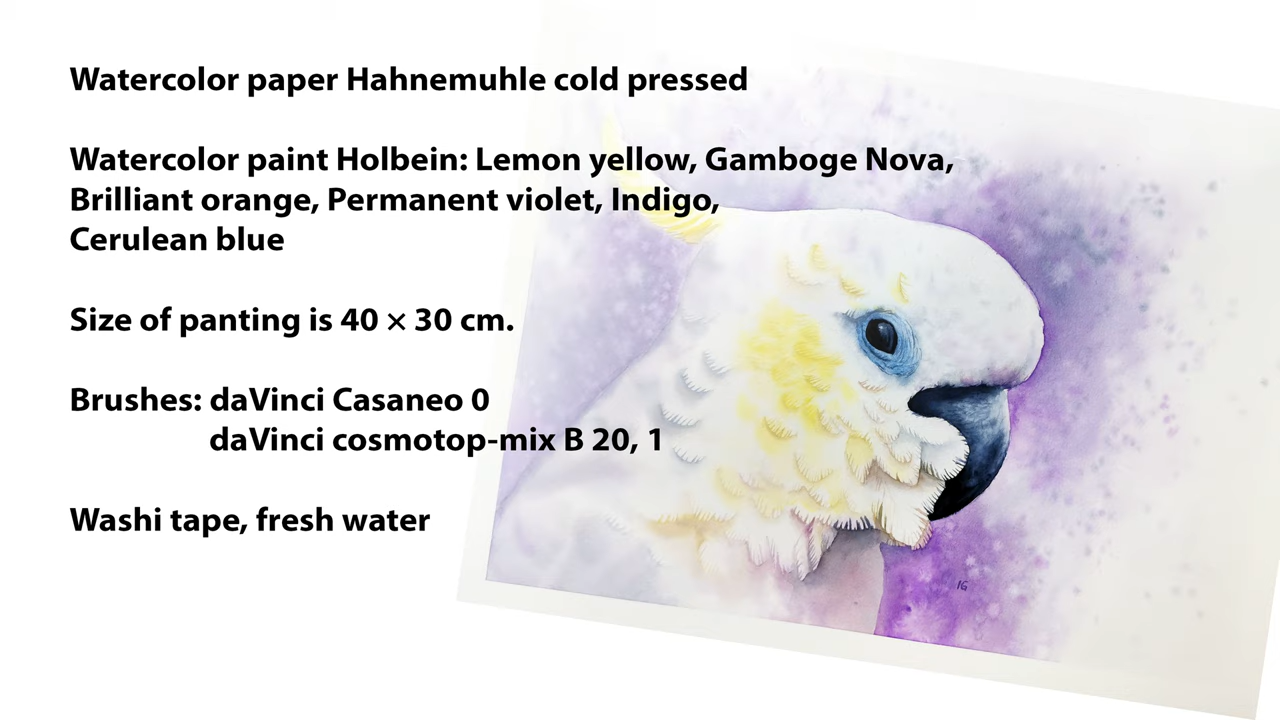 Watercolor paper Hahnemuhle cold pressed
Watercolor paint Holbein: Lemon yellow, Gamboge Nova,
Brilliant orange, Permanent violet, Indigo,
Cerulean blue
Size of panting is 40 × 30 cm.
Brushes: daVinci Casaneo 0
daVinci cosmotop-mix B 20, 1
Washi tape, fresh water
IG